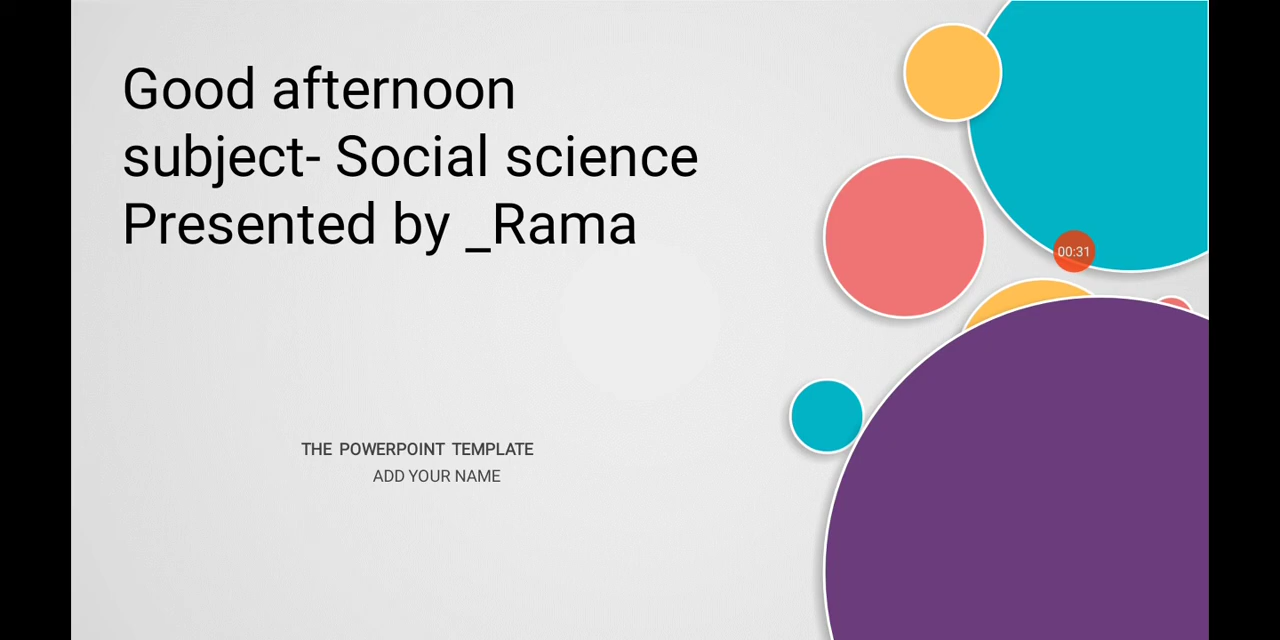 Good afternoon
subject- Social science
Presented by _Rama
00:31
THE POWERPOINT TEMPLATE
ADD YOUR NAME